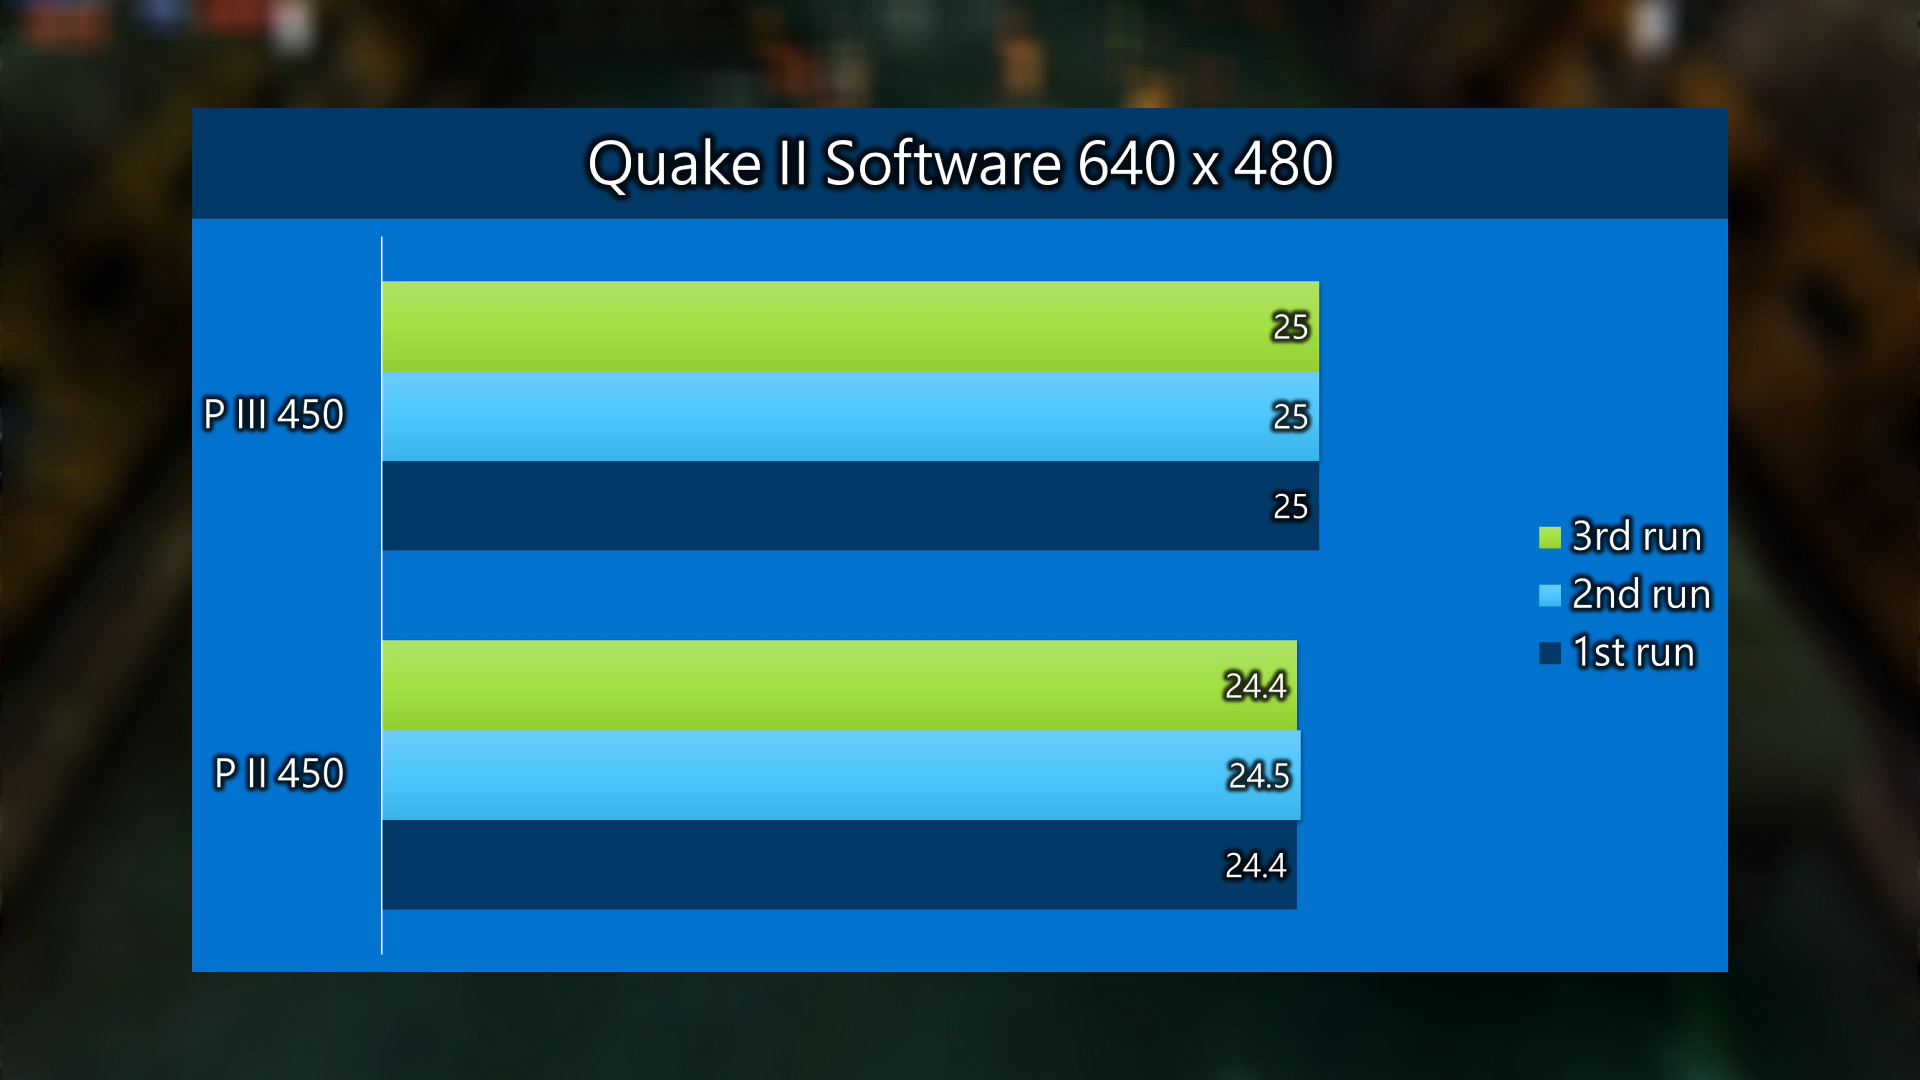 Quake II Software 640 x 480
P III 450
25
25
25
P II 450
24.4
24.5
24.4
3rd run
2nd run
1st run